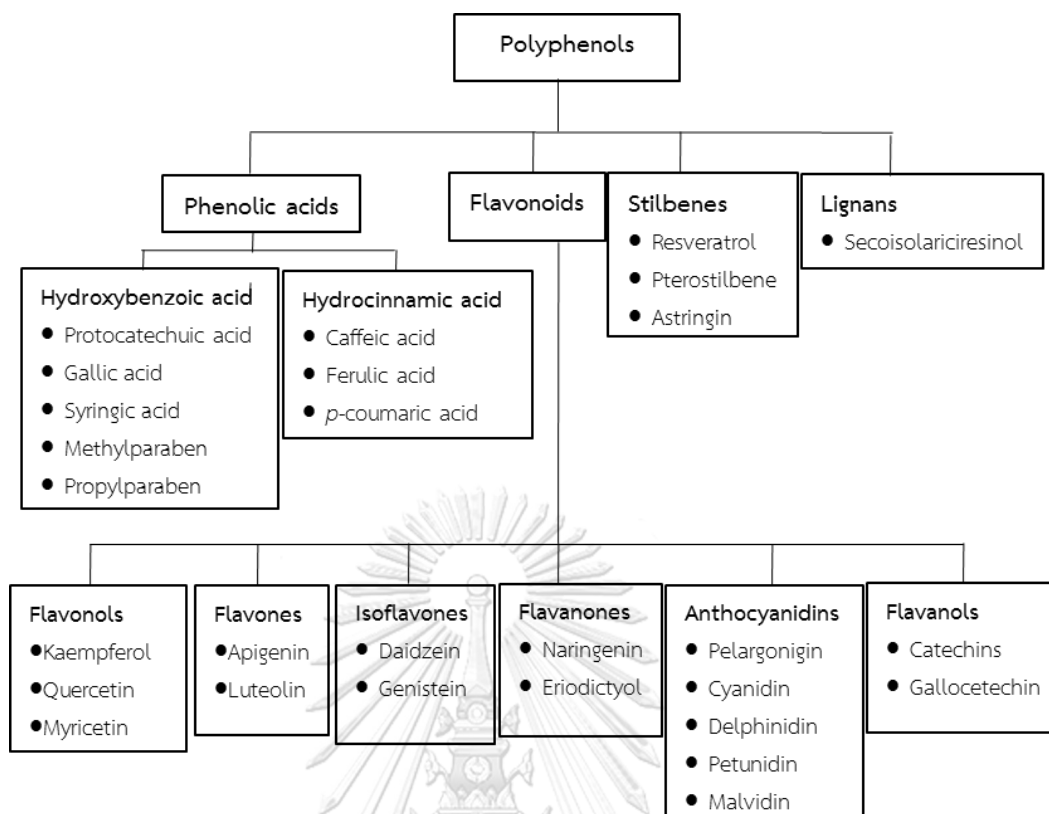 Polyphenols
Phenolic acids
Flavonoids
Stilbenes
● Resveratrol
● Pterostilbene
● Astringin
Lignans
● Secoisolariciresinol
Hydroxybenzoic acid
● Protocatechuic acid
● Gallic acid
● Syringic acid
● Methylparaben
● Propylparaben
Hydrocinnamic acid
● Caffeic acid
● Ferulic acid
● p-coumaric acid
Flavonols
●Kaempferol
●Quercetin
●Myricetin
Flavones
●Apigenin
●Luteolin
Isoflavones
● Daidzein
● Genistein
Flavanones
● Naringenin
● Eriodictyol
Anthocyanidins
● Pelargonigin
● Cyanidin
● Delphinidin
● Petunidin
● Malvidin
Flavanols
● Catechins
● Gallocetechin